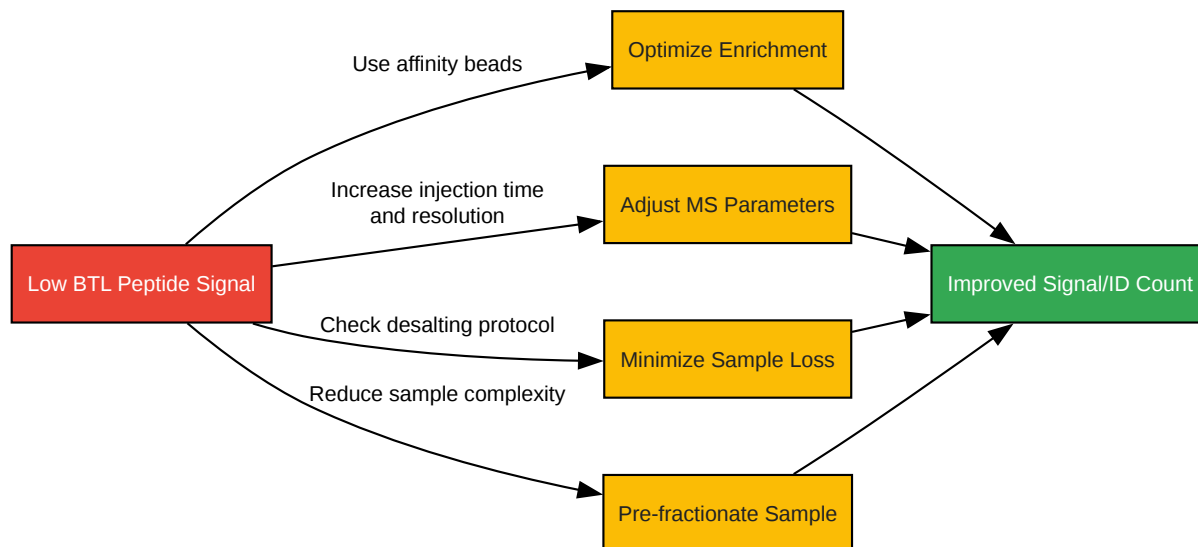 Use affinity beads
Optimize Enrichment
Increase injection time
and resolution
Adjust MS Parameters
Low BTL Peptide Signal
Improved Signal/ID Count
Check desalting protocol
Minimize Sample Loss
Reduce sample complexity
Pre-fractionate Sample